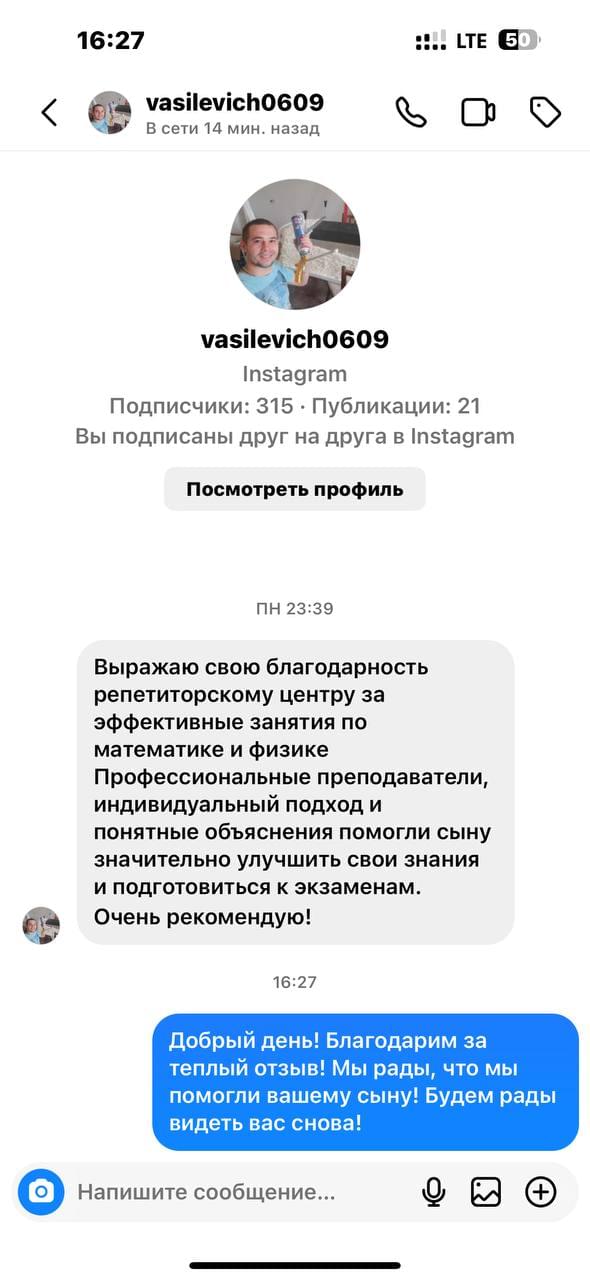 16:27
LTE 50
vasilevich0609
В сети 14 мин. назад
vasilevich0609
Instagram
Подписчики: 315 · Публикации: 21
Вы подписаны друг на друга в Instagram
Посмотреть профиль
ПН 23:39
Выражаю свою благодарность
репетиторскому центру за
эффективные занятия по
математике и физике
Профессиональные преподаватели,
индивидуальный подход и
понятные объяснения помогли сыну
значительно улучшить свои знания
и подготовиться к экзаменам.
Очень рекомендую!
16:27
Добрый день! Благодарим за
теплый отзыв! Мы рады, что мы
помогли вашему сыну! Будем рады
видеть вас снова!
Напишите сообщение...